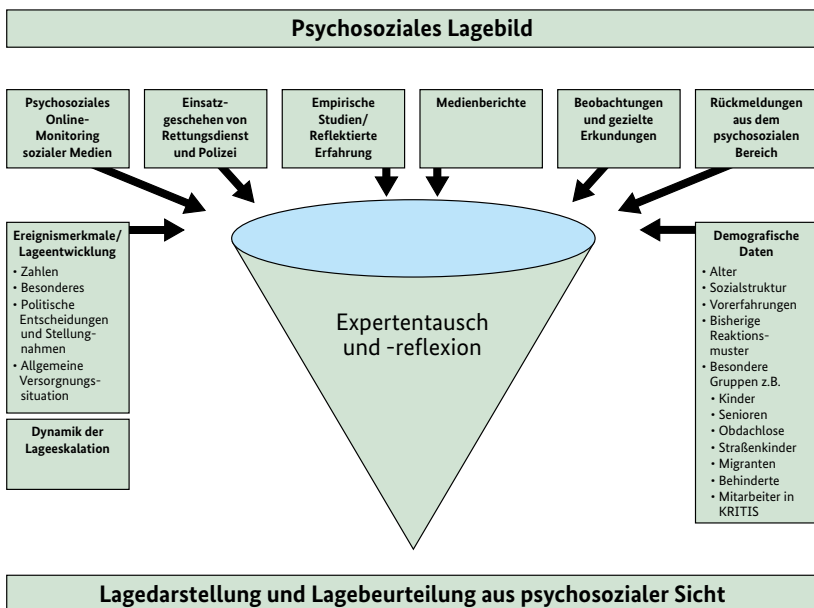 Psychosoziales Lagebild
Psychosoziales
Online-
Monitoring
sozialer Medien
Einsatz-
geschehen von
Rettungsdienst
und Polizei
Empirische
Studien/
Reflektierte
Erfahrung
Medienberichte
Beobachtungen
und gezielte
Erkundungen
Rückmeldungen
aus dem
psychosozialen
Bereich
Ereignismerkmale/
Lageentwicklung
• Zahlen
• Besonderes
• Politische
Entscheidungen
und Stellung-
nahmen
• Allgemeine
Versorgnungs-
situation
Dynamik der
Lageeskalation
Expertentausch
und -reflexion
Demografische
Daten
• Alter
• Sozialstruktur
• Vorerfahrungen
• Bisherige
Reaktions-
muster
• Besondere
Gruppen z.B.
• Kinder
• Senioren
• Obdachlose
• Straßenkinder
• Migranten
• Behinderte
• Mitarbeiter in
KRITIS
Lagedarstellung und Lagebeurteilung aus psychosozialer Sicht